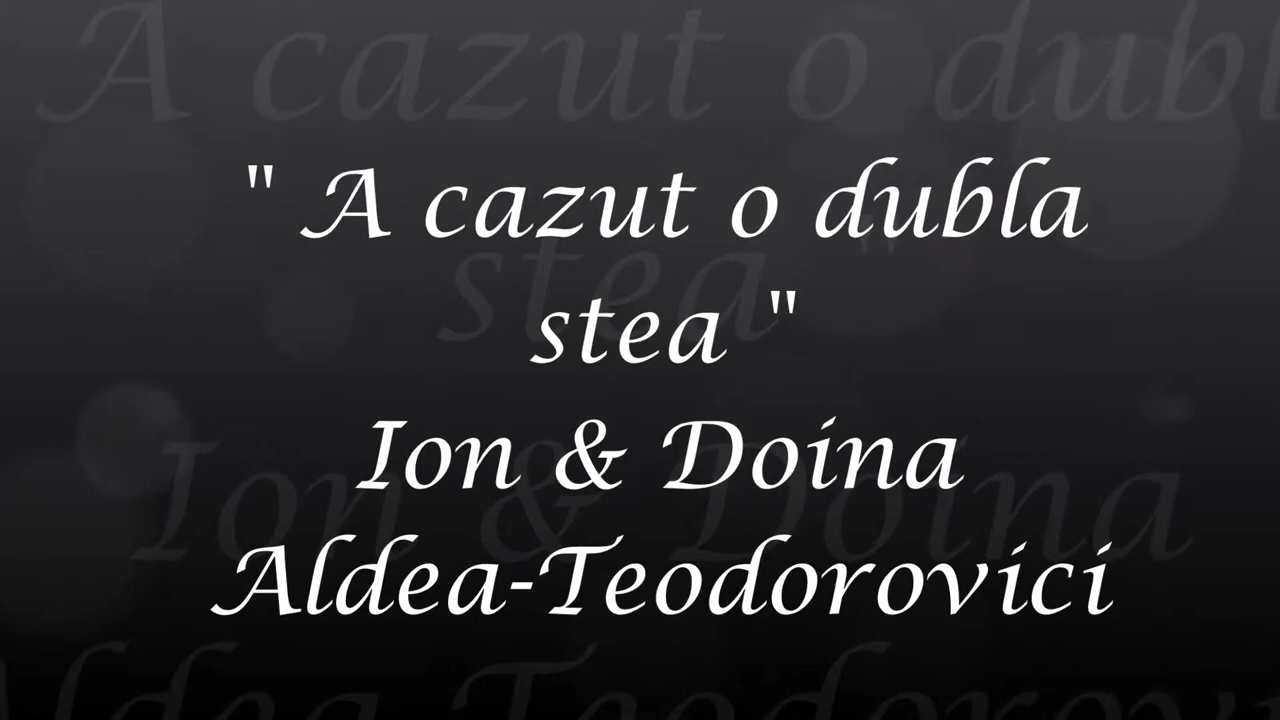 " A cazut o dubla
stea "
Ion & Doina
Aldea-Teodorovici